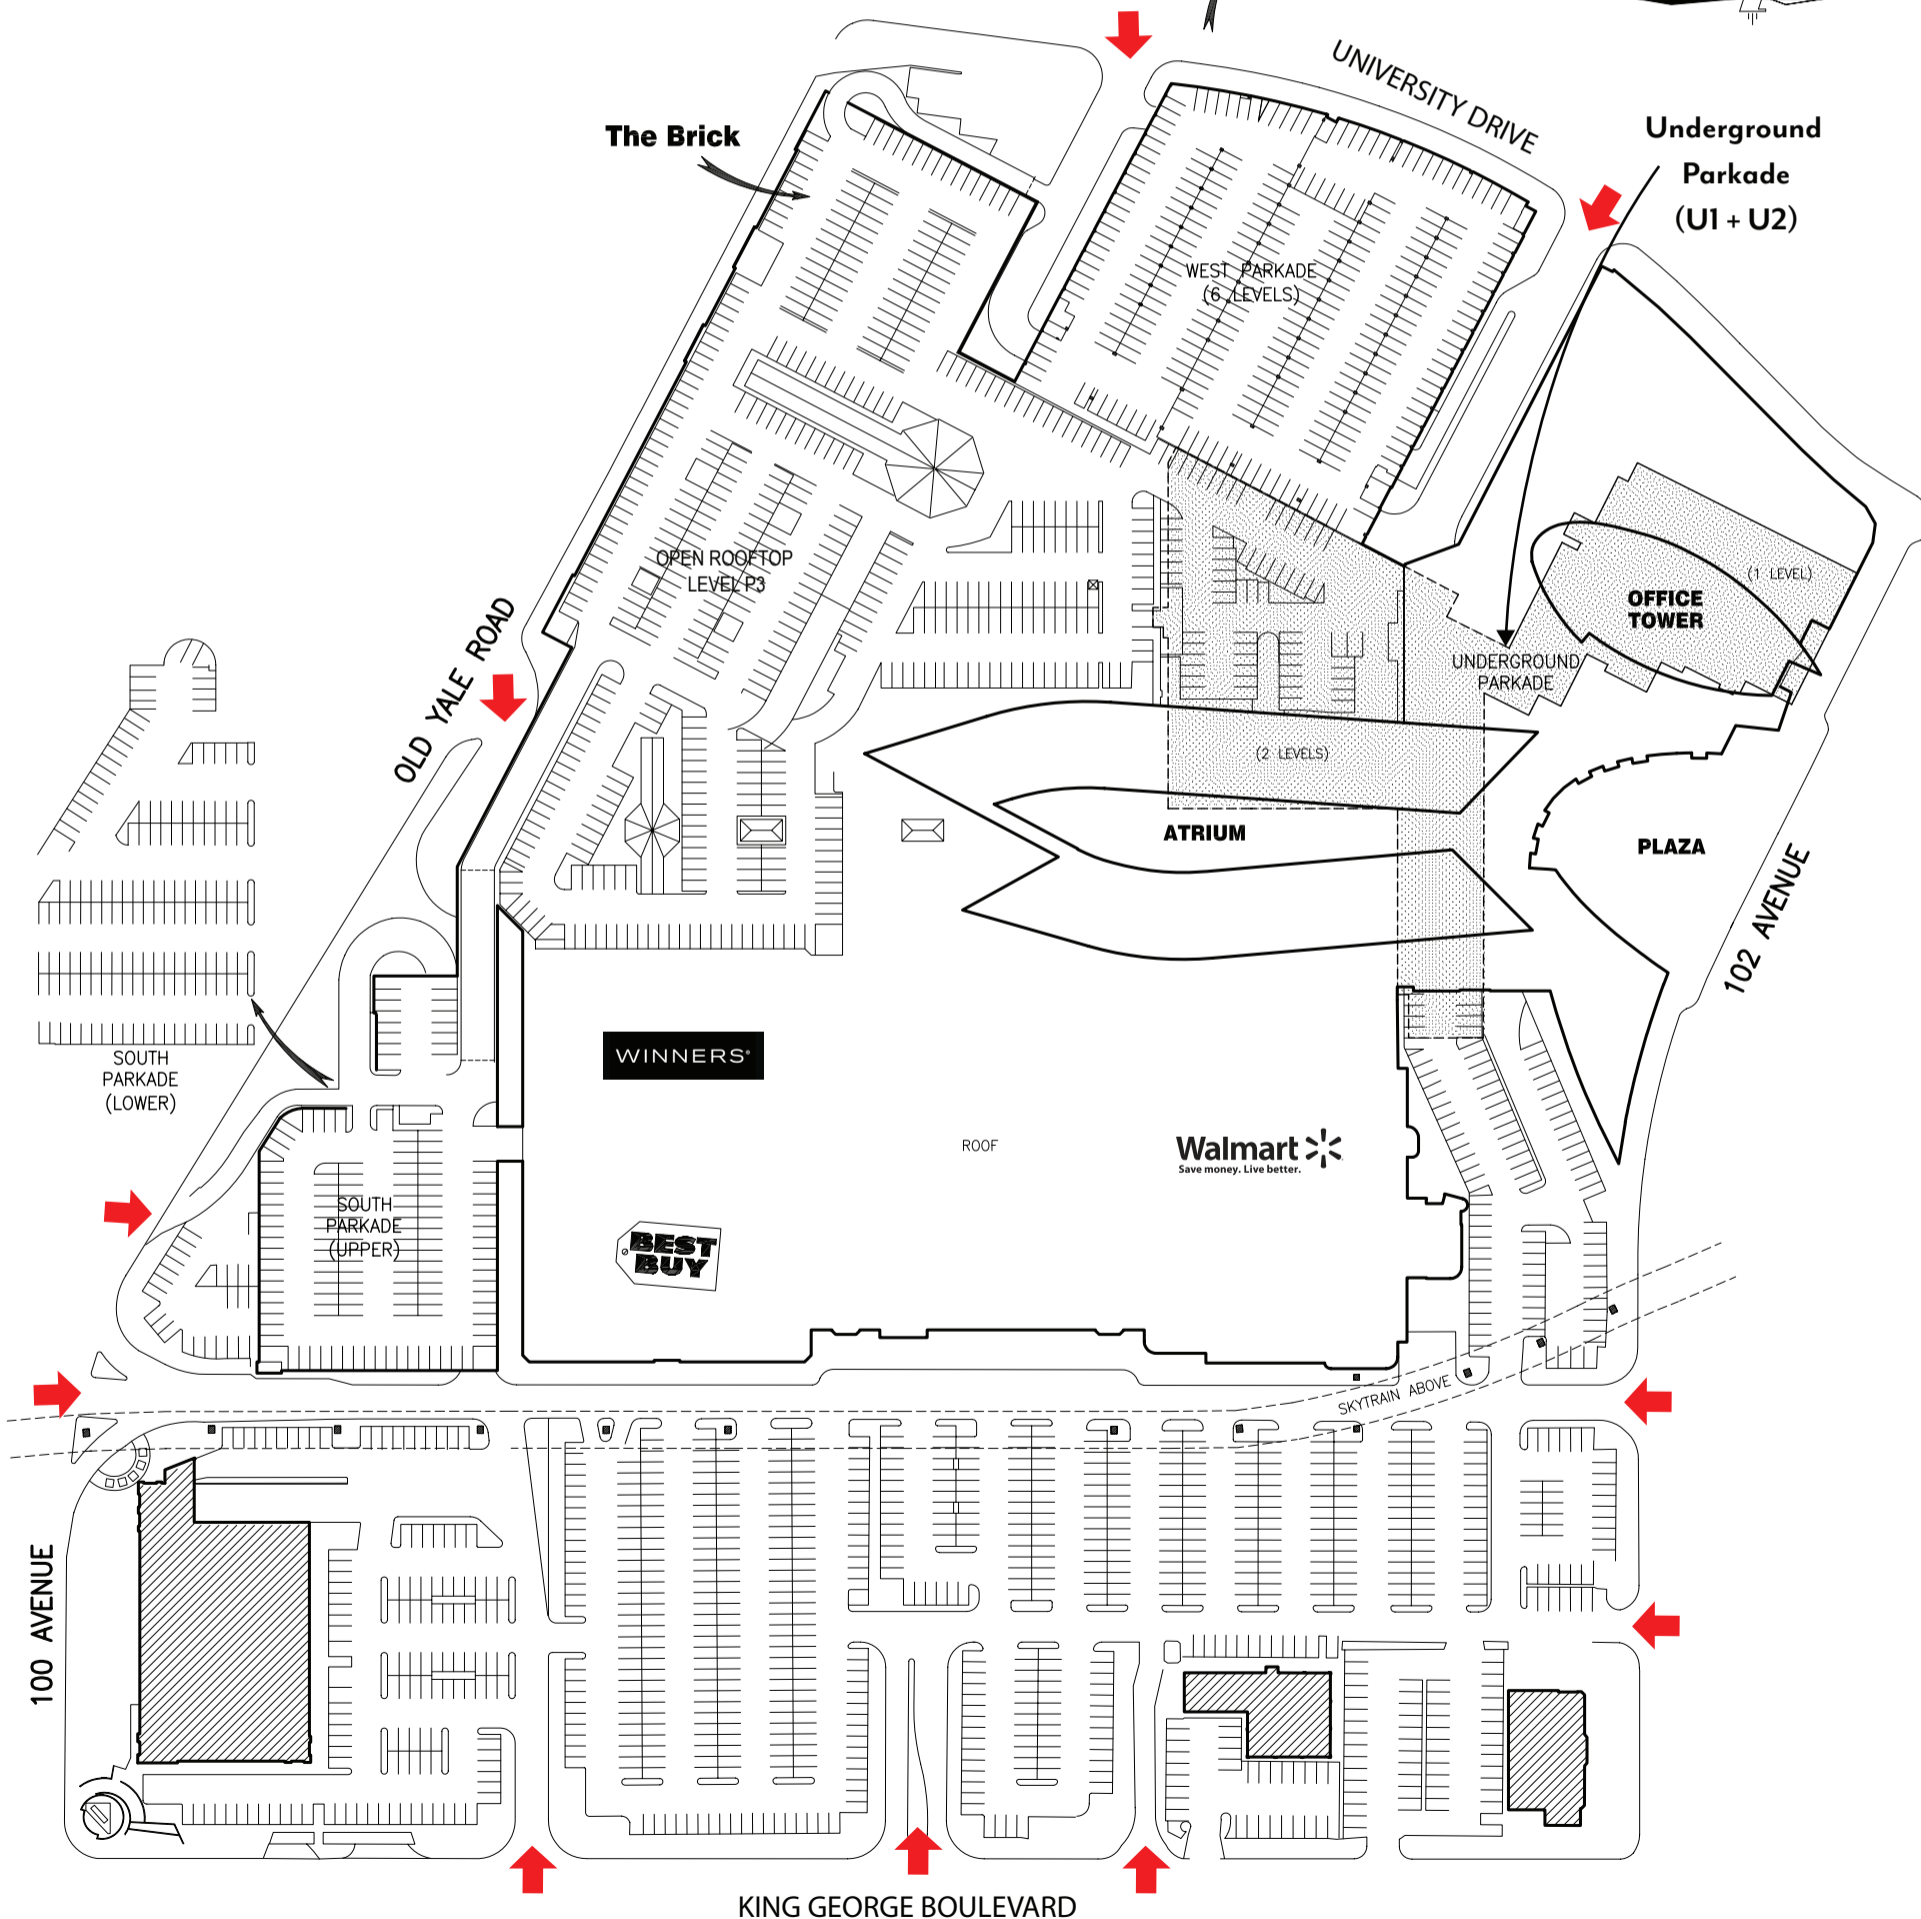 UNIVERSITY DRIVE
The Brick
Underground
Parkade
(U1 + U2)
WEST PARKADE
(6 LEVELS)
OPEN ROOFTOP
LEVEL P3
(1 LEVEL)
OFFICE
TOWER
OLD YALE ROAD
UNDERGROUND
PARKADE
(2 LEVELS)
ATRIUM
PLAZA
102 AVENUE
WINNERS®
SOUTH
PARKADE
(LOWER)
ROOF
Walmart
Save money. Live better.
SOUTH
PARKADE
(UPPER)
BEST
BUY
SKYTRAIN ABOVE
100 AVENUE
KING GEORGE BOULEVARD